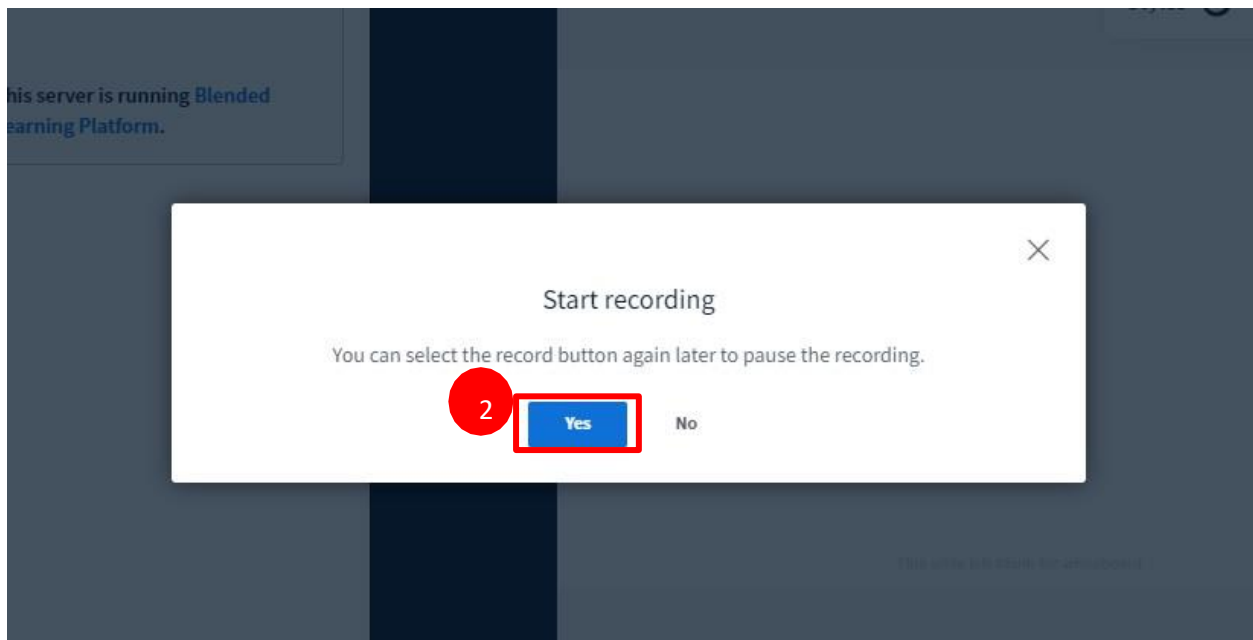 his server is running Blended
earning Platform.
Start recording
You can select the record button again later to pause the recording.
2
Yes No